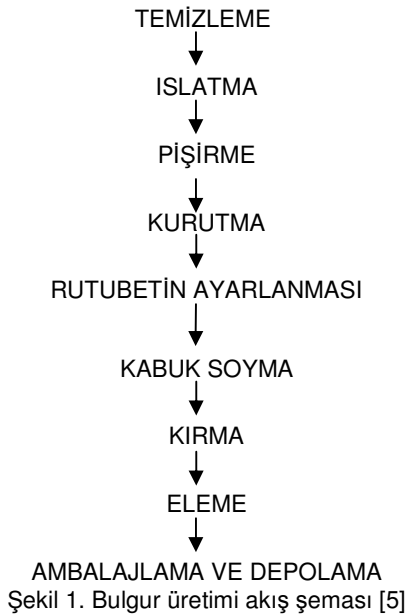 TEMİZLEME
ISLATMA
PİŞİRME
KURUTMA
RUTUBETİN AYARLANMASI
KABUK SOYMA
KIRMA
ELEME
AMBALAJLAMA VE DEPOLAMA
Şekil 1. Bulgur üretimi akış şeması [5]